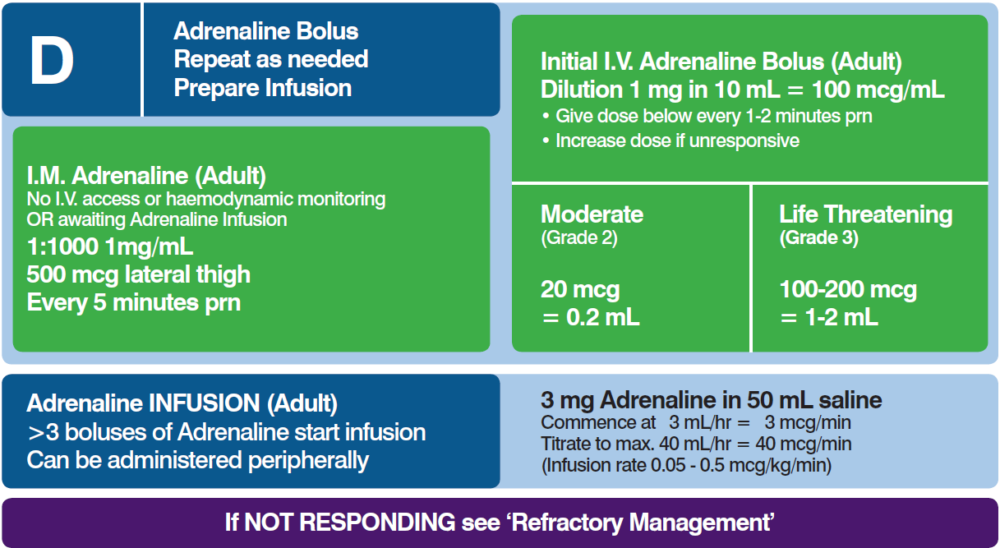 D
Adrenaline Bolus
Repeat as needed
Prepare Infusion
I.M. Adrenaline (Adult)
No I.V. access or haemodynamic monitoring
OR awaiting Adrenaline Infusion
1:1000 1mg/mL
500 mcg lateral thigh
Every 5 minutes prn
Initial I.V. Adrenaline Bolus (Adult)
Dilution 1 mg in 10 mL = 100 mcg/mL
• Give dose below every 1-2 minutes prn
• Increase dose if unresponsive
Moderate
(Grade 2)
20 mcg
= 0.2 mL
Life Threatening
(Grade 3)
100-200 mcg
= 1-2 mL
Adrenaline INFUSION (Adult)
>3 boluses of Adrenaline start infusion
Can be administered peripherally
3 mg Adrenaline in 50 mL saline
Commence at 3 mL/hr = 3 mcg/min
Titrate to max. 40 mL/hr = 40 mcg/min
(Infusion rate 0.05 - 0.5 mcg/kg/min)
If NOT RESPONDING see ‘Refractory Management’